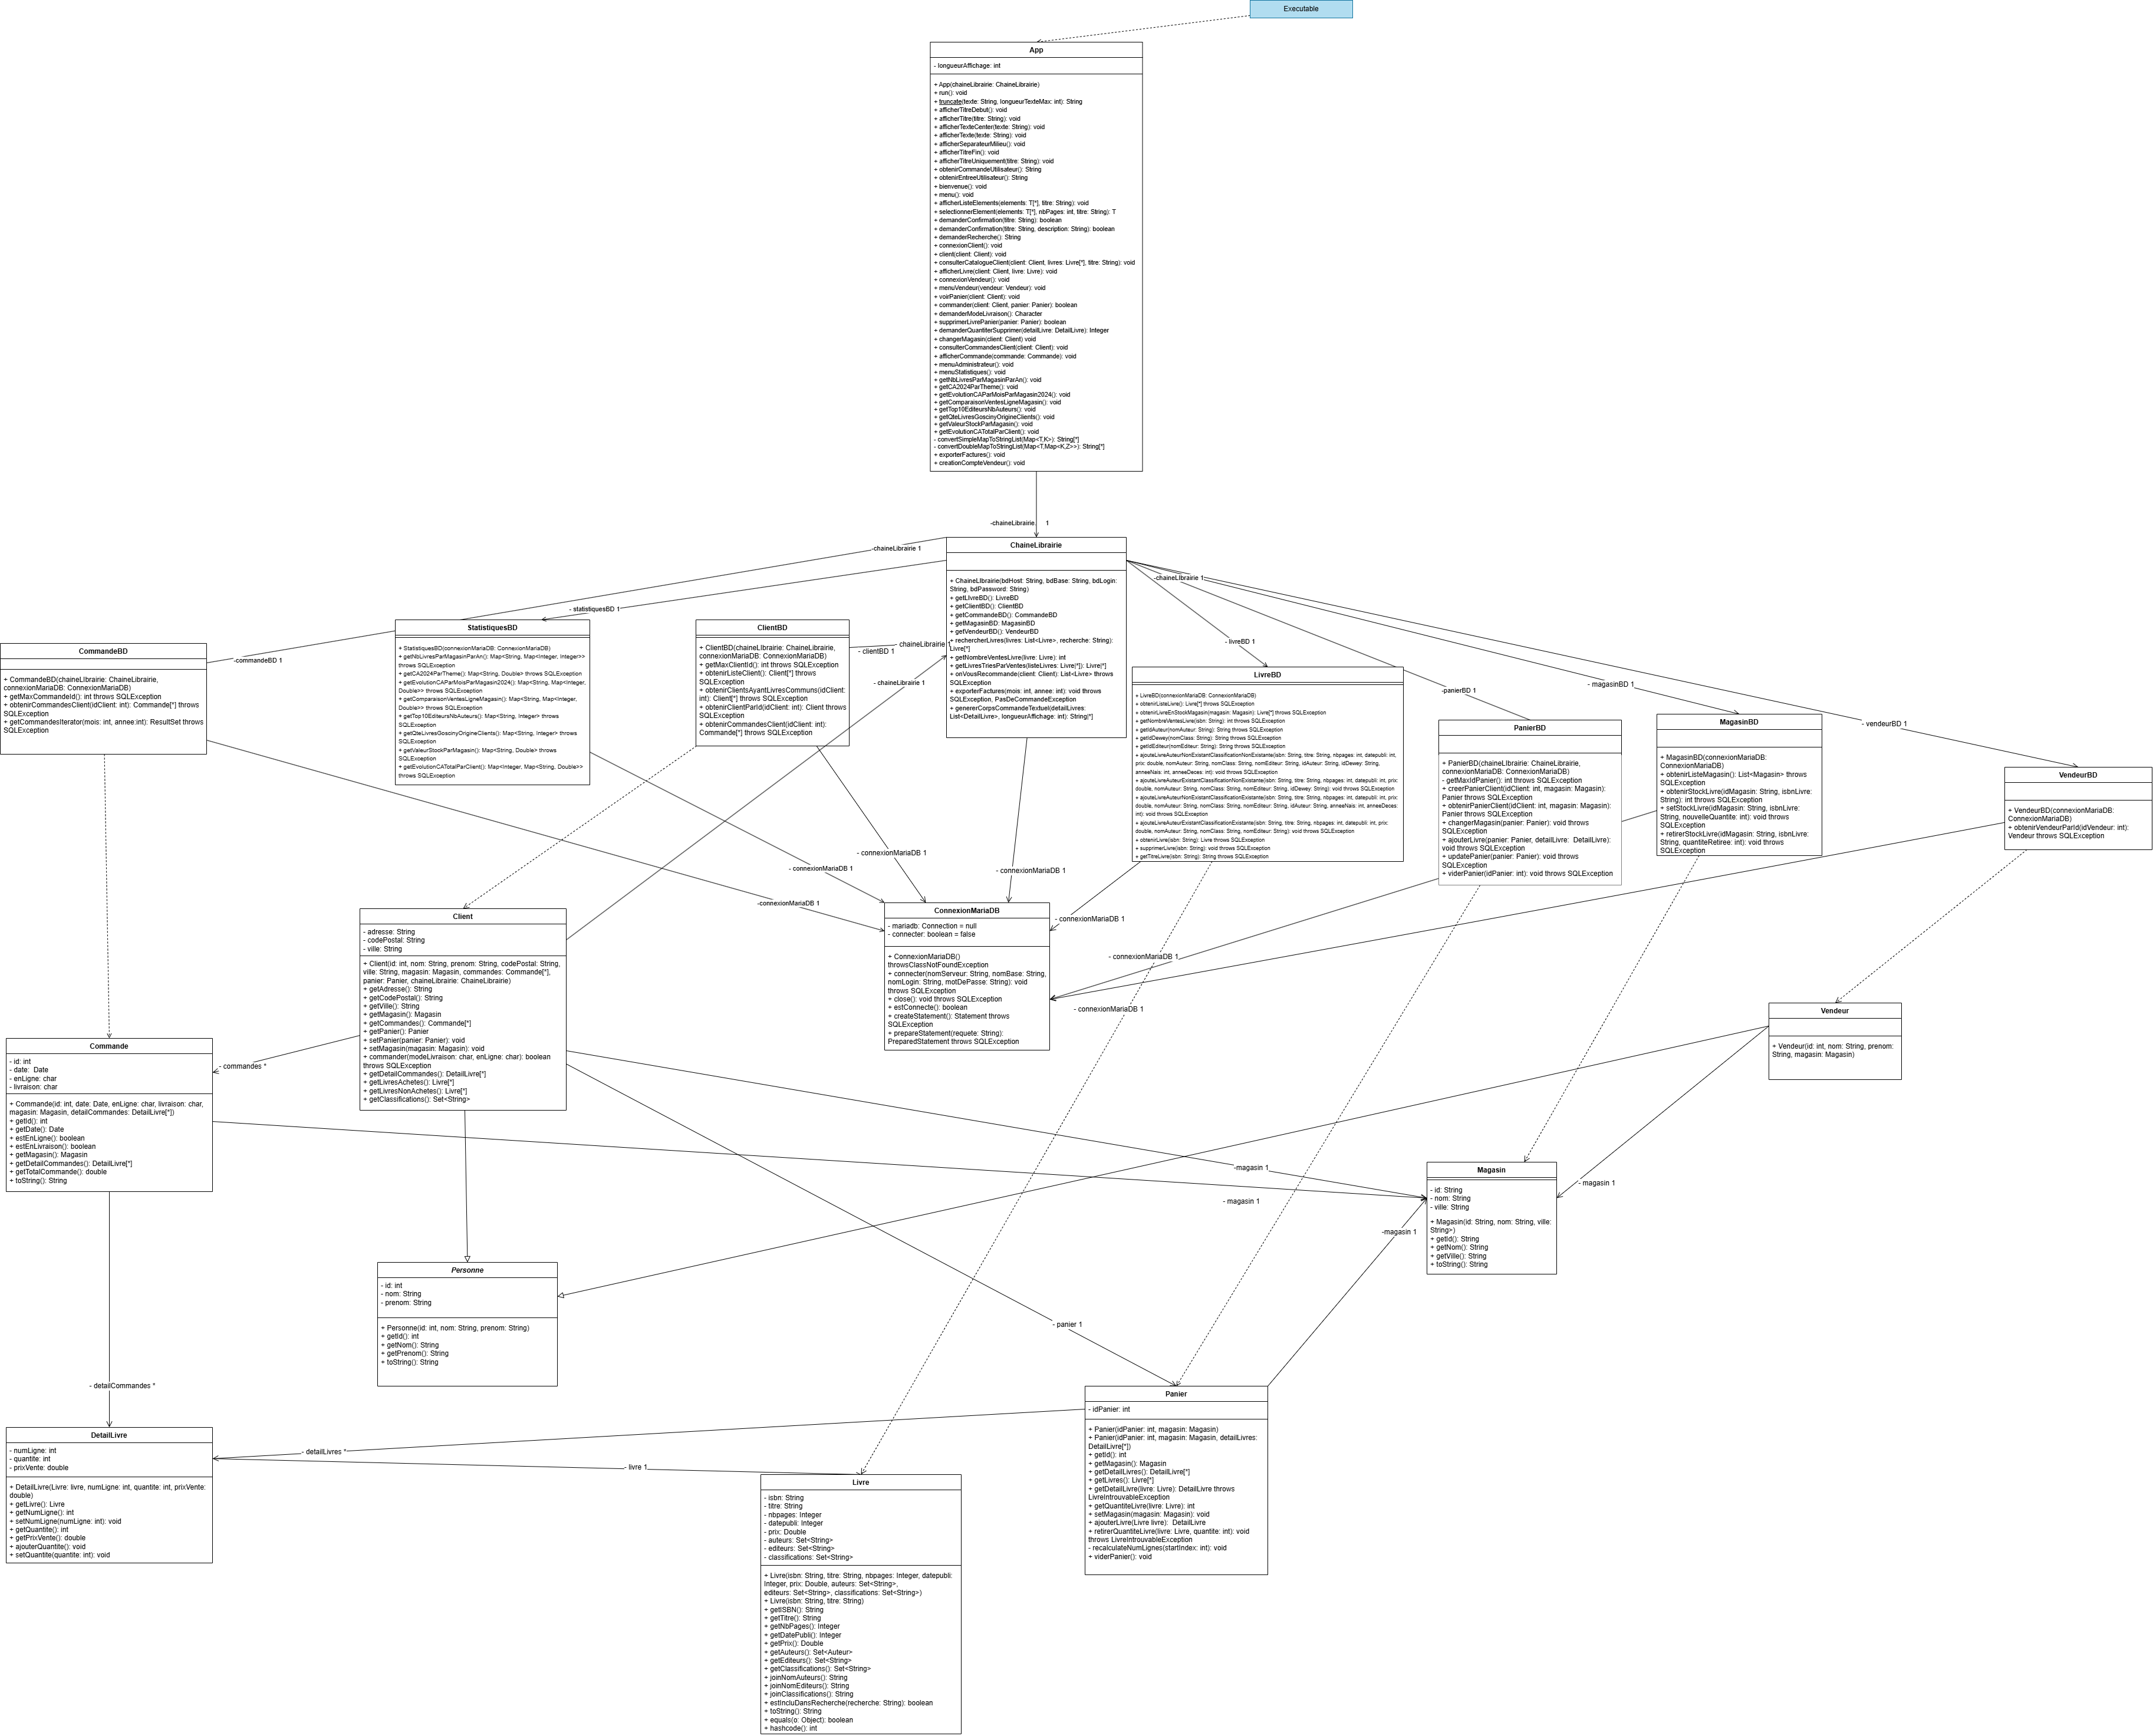 Executable
App
- longueurAffichage: int
+ App(chaineLibrairie: ChaineLibrairie)
+ run(): void
+ truncate(texte: String, longueurTexteMax: int): String
+ afficherTitreDebut(): void
+ afficherTitre(titre: String): void
+ afficherTexteCenter(texte: String): void
+ afficherTexte(texte: String): void
+ afficherSeparateurMilieu(): void
+ afficherTitreFin(): void
+ afficherTitreUniquement(titre: String): void
+ obtenirCommandeUtilisateur(): String
+ obtenirEntreeUtilisateur(): String
+ bienvenue(): void
+ menu(): void
+ afficherListeElements(elements: T[*], titre: String): void
+ selectionnerElement(elements: T[*], nbPages: int, titre: String): T
+ demanderConfirmation(titre: String): boolean
+ demanderConfirmation(titre: String, description: String): boolean
+ demanderRecherche(): String
+ connexionClient(): void
+ client(client: Client): void
+ consulterCatalogueClient(client: Client, livres: Livre[*], titre: String): void
+ afficherLivre(client: Client, livre: Livre): void
+ connexionVendeur(): void
+ menuVendeur(vendeur: Vendeur): void
+ voirPanier(client: Client): void
+ commander(client: Client, panier: Panier): boolean
+ demanderModeLivraison(): Character
+ supprimerLivrePanier(panier: Panier): boolean
+ demanderQuantiterSupprimer(detailLivre: DetailLivre): Integer
+ changerMagasin(client: Client) void
+ consulterCommandesClient(client: Client): void
+ afficherCommande(commande: Commande): void
+ menuAdministrateur(): void
+ menuStatistiques(): void
+ getNbLivresParMagasinParAn(): void
+ getCA2024ParTheme(): void
+ getEvolutionCAParMoisParMagasin2024(): void
+ getComparaisonVentesLigneMagasin(): void
+ getTop10EditeursNbAuteurs(): void
+ getQteLivresGoscinyOrigineClients(): void
+ getValeurStockParMagasin(): void
+ getEvolutionCATotalParClient(): void
- convertSimpleMapToStringList(Map<T,K>): String[*]
- convertDoubleMapToStringList(Map<T,Map<K,Z>>): String[*]
+ exporterFactures(): void
+ creationCompteVendeur(): void
-chaineLibrairie 1
ChaineLibrairie
+ ChaineLIbrairie(bdHost: String, bdBase: String, bdLogin:
String, bdPassword: String)
+ getLIvreBD(): LivreBD
+ getClientBD(): ClientBD
+ getCommandeBD(): CommandeBD
+ getMagasinBD: MagasinBD
+ getVendeurBD(): VendeurBD
+ rechercherLivres(livres: List<Livre>, recherche: String):
Livre[*]
+ getNombreVentesLivre(livre: Livre): int
+ getLivresTriesParVentes(listeLivres: Livre[*]): Livre[*]
+ onVousRecommande(client: Client): List<Livre> throws
SQLException
+ exporterFactures(mois: int, annee: int): void throws
SQLException, PasDeCommandeException
+ genererCorpsCommandeTextuel(detailLivres:
List<DetailLivre>, longueurAffichage: int): String[*]
-chaineLibrairie 1
- statistiquesBD 1
-commandeBD 1
chaineLibrairie 1
- clientBD 1
- chaineLibrairie 1
-chaineLIbrairie 1
- livreBD 1
-panierBD 1
- magasinBD 1
- vendeurBD 1
CommandeBD
+ CommandeBD(chaineLIbrairie: ChaineLibrairie,
connexionMariaDB: ConnexionMariaDB)
+ getMaxCommandeId(): int throws SQLException
+ obtenirCommandesClient(idClient: int): Commande[*] throws
SQLException
+ getCommandesIterator(mois: int, annee:int): ResultSet throws
SQLException
StatistiquesBD
+ StatistiquesBD(connexionMariaDB: ConnexionMariaDB)
+ getNbLivresParMagasinParAn(): Map<String, Map<Integer, Integer>>
throws SQLException
+ getCA2024ParTheme(): Map<String, Double> throws SQLException
+ getEvolutionCAParMoisParMagasin2024(): Map<String, Map<Integer,
Double>> throws SQLException
+ getComparaisonVentesLigneMagasin(): Map<String, Map<Integer,
Double>> throws SQLException
+ getTop10EditeursNbAuteurs(): Map<String, Integer> throws
SQLException
+ getQteLivresGoscinyOrigineClients(): Map<String, Integer> throws
SQLException
+ getValeurStockParMagasin(): Map<String, Double> throws
SQLException
+ getEvolutionCATotalParClient(): Map<Integer, Map<String, Double>>
throws SQLException
ClientBD
+ ClientBD(chaineLIbrairie: ChaineLibrairie,
connexionMariaDB: ConnexionMariaDB)
+ getMaxClientId(): int throws SQLException
+ obtenirListeClient(): Client[*] throws
SQLException
+ obtenirClientsAyantLivresCommuns(idClient:
int): Client[*] throws SQLException
+ obtenirClientParId(idClient: int): Client throws
SQLException
+ obtenirCommandesClient(idClient: int):
Commande[*] throws SQLException
LivreBD
+ LivreBD(connexionMariaDB: ConnexionMariaDB)
+ obtenirListeLivre(): Livre[*] throws SQLException
+ obtenirLivreEnStockMagasin(magasin: Magasin): Livre[*] throws SQLException
+ getNombreVentesLivre(isbn: String): int throws SQLException
+ getIdAuteur(nomAuteur: String): String throws SQLException
+ getIdDewey(nomClass: String): String throws SQLException
+ getIdEditeur(nomEditeur: String): String throws SQLException
+ ajouteLivreAuteurNonExistantClassificationNonExistante(isbn: String, titre: String, nbpages: int, datepubli: int,
prix: double, nomAuteur: String, nomClass: String, nomEditeur: String, idAuteur: String, idDewey: String,
anneeNais: int, anneeDeces: int): void throws SQLException
+ ajouteLivreAuteurExistantClassificationNonExistante(isbn: String, titre: String, nbpages: int, datepubli: int, prix:
double, nomAuteur: String, nomClass: String, nomEditeur: String, idDewey: String): void throws SQLException
+ ajouteLivreAuteurNonExistantClassificationExistante(isbn: String, titre: String, nbpages: int, datepubli: int, prix:
double, nomAuteur: String, nomClass: String, nomEditeur: String, idAuteur: String, anneeNais: int, anneeDeces:
int): void throws SQLException
+ ajouteLivreAuteurExistantClassificationExistante(isbn: String, titre: String, nbpages: int, datepubli: int, prix:
double, nomAuteur: String, nomClass: String, nomEditeur: String): void throws SQLException
+ obtenirLivre(isbn: String): Livre throws SQLException
+ supprimerLivre(isbn: String): void throws SQLException
+ getTitreLivre(isbn: String): String throws SQLException
PanierBD
+ PanierBD(chaineLIbrairie: ChaineLibrairie,
connexionMariaDB: ConnexionMariaDB)
- getMaxIdPanier(): int throws SQLException
+ creerPanierClient(idClient: int, magasin: Magasin):
Panier throws SQLException
+ obtenirPanierClient(idClient: int, magasin: Magasin):
Panier throws SQLException
+ changerMagasin(panier: Panier): void throws
SQLException
+ ajouterLivre(panier: Panier, detailLivre: DetailLivre):
void throws SQLException
+ updatePanier(panier: Panier): void throws
SQLException
+ viderPanier(idPanier: int): void throws SQLException
MagasinBD
+ MagasinBD(connexionMariaDB:
ConnexionMariaDB)
+ obtenirListeMagasin(): List<Magasin> throws
SQLException
+ obtenirStockLivre(idMagasin: String, isbnLivre:
String): int throws SQLException
+ setStockLivre(idMagasin: String, isbnLivre:
String, nouvelleQuantite: int): void throws
SQLException
+ retirerStockLivre(idMagasin: String, isbnLivre:
String, quantiteRetiree: int): void throws
SQLException
VendeurBD
+ VendeurBD(connexionMariaDB:
ConnexionMariaDB)
+ obtenirVendeurParId(idVendeur: int):
Vendeur throws SQLException
- connexionMariaDB 1
- connexionMariaDB 1
- connexionMariaDB 1
-connexionMariaDB 1
- connexionMariaDB 1
- connexionMariaDB 1
- connexionMariaDB 1
ConnexionMariaDB
- mariadb: Connection = null
- connecter: boolean = false
+ ConnexionMariaDB()
throwsClassNotFoundException
+ connecter(nomServeur: String, nomBase: String,
nomLogin: String, motDePasse: String): void
throws SQLException
+ close(): void throws SQLException
+ estConnecte(): boolean
+ createStatement(): Statement throws
SQLException
+ prepareStatement(requete: String):
PreparedStatement throws SQLException
Client
- adresse: String
- codePostal: String
- ville: String
+ Client(id: int, nom: String, prenom: String, codePostal: String,
ville: String, magasin: Magasin, commandes: Commande[*],
panier: Panier, chaineLibrairie: ChaineLibrairie)
+ getAdresse(): String
+ getCodePostal(): String
+ getVille(): String
+ getMagasin(): Magasin
+ getCommandes(): Commande[*]
+ getPanier(): Panier
+ setPanier(panier: Panier): void
+ setMagasin(magasin: Magasin): void
+ commander(modeLivraison: char, enLigne: char): boolean
throws SQLException
+ getDetailCommandes(): DetailLivre[*]
+ getLivresAchetes(): Livre[*]
+ getLivresNonAchetes(): Livre[*]
+ getClassifications(): Set<String>
Vendeur
+ Vendeur(id: int, nom: String, prenom:
String, magasin: Magasin)
Commande
- id: int
- date: Date
- enLigne: char
- livraison: char
+ Commande(id: int, date: Date, enLigne: char, livraison: char,
magasin: Magasin, detailCommandes: DetailLivre[*])
+ getId(): int
+ getDate(): Date
+ estEnLigne(): boolean
+ estEnLivraison(): boolean
+ getMagasin(): Magasin
+ getDetailCommandes(): DetailLivre[*]
+ getTotalCommande(): double
+ toString(): String
- commandes *
-magasin 1
- magasin 1
- magasin 1
-magasin 1
Magasin
- id: String
- nom: String
- ville: String
+ Magasin(id: String, nom: String, ville:
String>)
+ getId(): String
+ getNom(): String
+ getVille(): String
+ toString(): String
Personne
- id: int
- nom: String
- prenom: String
+ Personne(id: int, nom: String, prenom: String)
+ getId(): int
+ getNom(): String
+ getPrenom(): String
+ toString(): String
- panier 1
- detailCommandes *
Panier
- idPanier: int
+ Panier(idPanier: int, magasin: Magasin)
+ Panier(idPanier: int, magasin: Magasin, detailLivres:
DetailLivre[*])
+ getId(): int
+ getMagasin(): Magasin
+ getDetailLivres(): DetailLivre[*]
+ getLivres(): Livre[*]
+ getDetailLivre(livre: Livre): DetailLivre throws
LivreIntrouvableException
+ getQuantiteLivre(livre: Livre): int
+ setMagasin(magasin: Magasin): void
+ ajouterLivre(Livre livre): DetailLivre
+ retirerQuantiteLivre(livre: Livre, quantite: int): void
throws LivreIntrouvableException
- recalculateNumLignes(startIndex: int): void
+ viderPanier(): void
DetailLivre
- numLigne: int
- quantite: int
- prixVente: double
+ DetailLivre(Livre: livre, numLigne: int, quantite: int, prixVente:
double)
+ getLivre(): Livre
+ getNumLigne(): int
+ setNumLigne(numLigne: int): void
+ getQuantite(): int
+ getPrixVente(): double
+ ajouterQuantite(): void
+ setQuantite(quantite: int): void
- detailLivres *
- livre 1
Livre
- isbn: String
- titre: String
- nbpages: Integer
- datepubli: Integer
- prix: Double
- auteurs: Set<String>
- editeurs: Set<String>
- classifications: Set<String>
+ Livre(isbn: String, titre: String, nbpages: Integer, datepubli:
Integer, prix: Double, auteurs: Set<String>,
editeurs: Set<String>, classifications: Set<String>)
+ Livre(isbn: String, titre: String)
+ getISBN(): String
+ getTitre(): String
+ getNbPages(): Integer
+ getDatePubli(): Integer
+ getPrix(): Double
+ getAuteurs(): Set<Auteur>
+ getEditeurs(): Set<String>
+ getClassifications(): Set<String>
+ joinNomAuteurs(): String
+ joinNomEditeurs(): String
+ joinClassifications(): String
+ estIncluDansRecherche(recherche: String): boolean
+ toString(): String
+ equals(o: Object): boolean
+ hashcode(): int